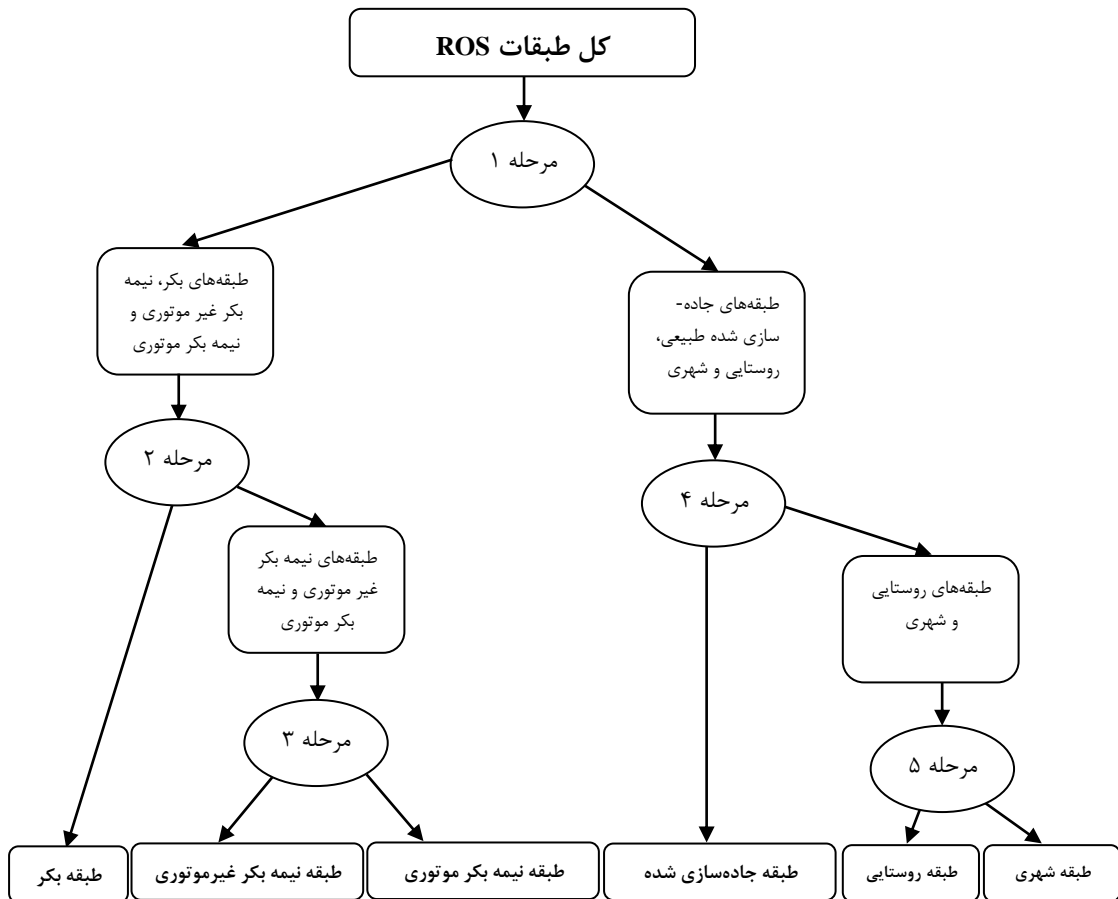 کل طبقات ROS
مرحله ۱
طبقه‌های بکر، نیمه
بکر غیر موتوری و
نیمه بکر موتوری
طبقه‌های جاده-
سازی شده طبیعی،
روستایی و شهری
مرحله ۲
مرحله ۴
طبقه‌های نیمه بکر
غیر موتوری و نیمه
بکر موتوری
طبقه‌های روستایی
و شهری
مرحله ۳
مرحله ۵
طبقه شهری
طبقه روستایی
طبقه جاده‌سازی شده
طبقه نیمه بکر موتوری
طبقه نیمه بکر غیرموتوری
طبقه بکر